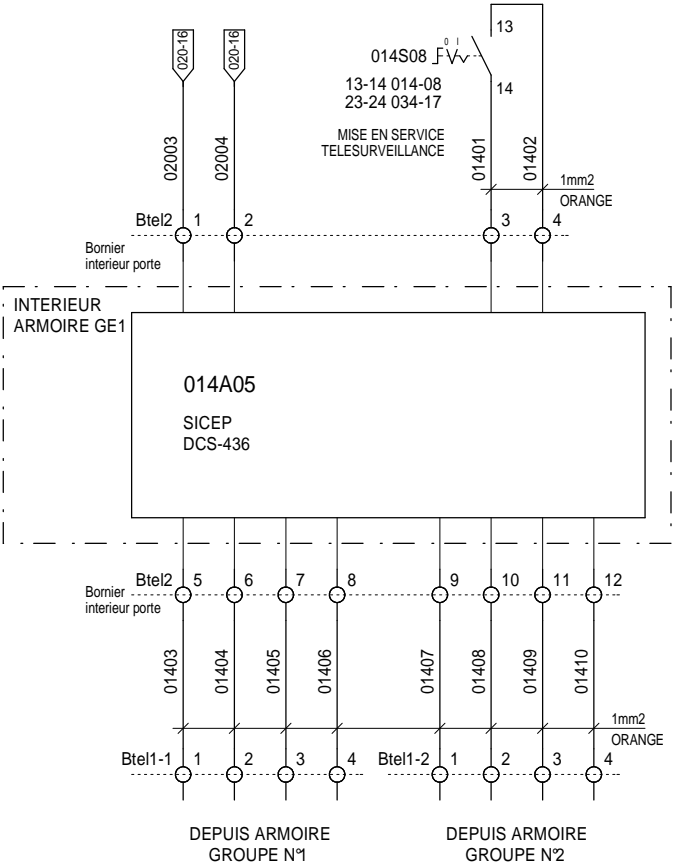 020-16
020-16
13
0 I
014S08
13-14 014-08
23-24 034-17
14
MISE EN SERVICE
TELESURVEILLANCE
02003
02004
01401
01402
1mm2
ORANGE
Btel2 1 2 3 4
Bornier
interieur porte
INTERIEUR
ARMOIRE GE1
014A05
SICEP
DCS-436
Btel2 5 6 7 8 9 10 11 12
Bornier
interieur porte
01403
01404
01405
01406
01407
01408
01409
01410
1mm2
ORANGE
Btel1-1 1 2 3 4 Btel1-2 1 2 3 4
DEPUIS ARMOIRE
GROUPE N°1
DEPUIS ARMOIRE
GROUPE N°2